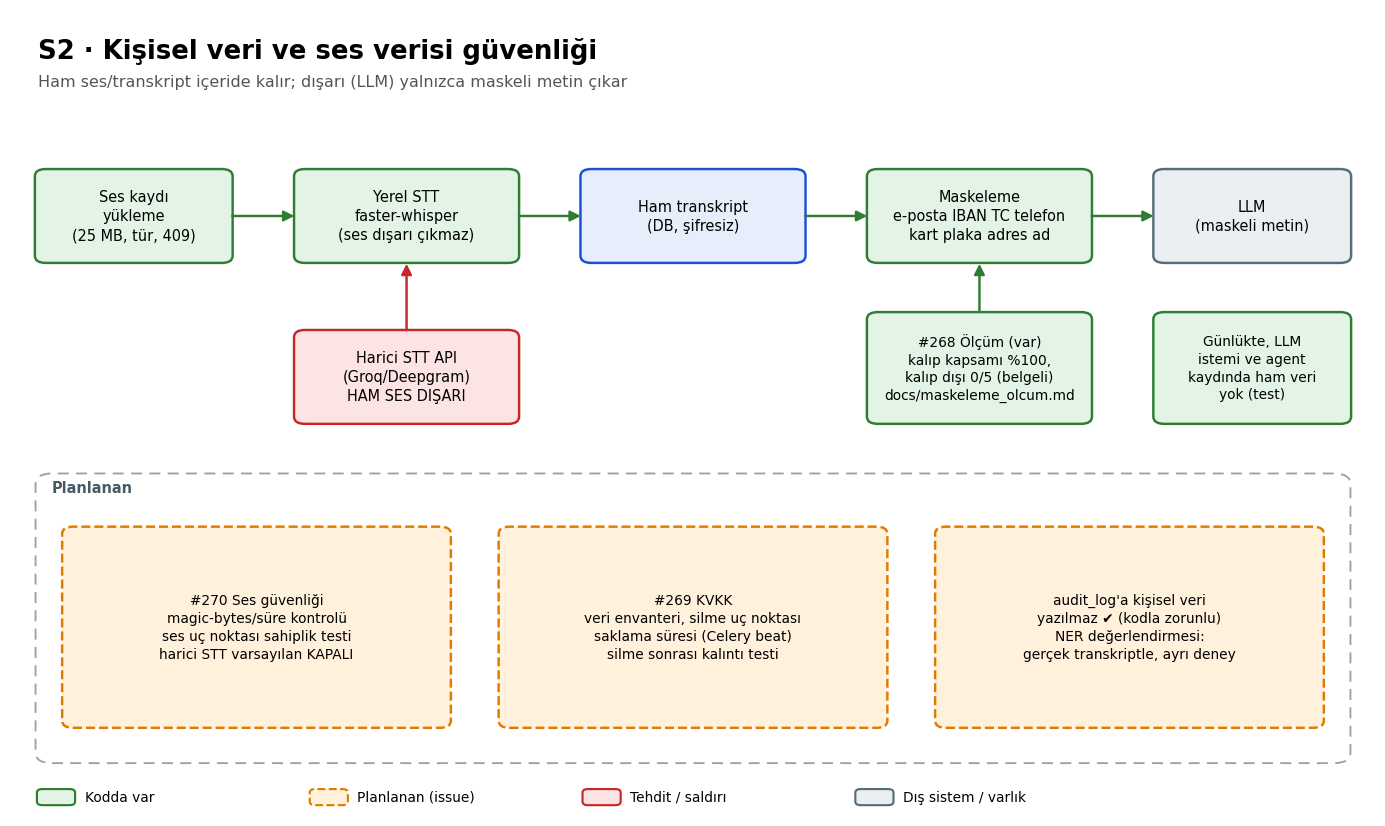 S2 · Kişisel veri ve ses verisi güvenliği
Ham ses/transkript içeride kalır; dışarı (LLM) yalnızca maskeli metin çıkar
Ses kaydı
yükleme
(25 MB, tür, 409)
Yerel STT
faster-whisper
(ses dışarı çıkmaz)
Ham transkript
(DB, şifresiz)
Maskeleme
e-posta IBAN TC telefon
kart plaka adres ad
LLM
(maskeli metin)
Harici STT API
(Groq/Deepgram)
HAM SES DIŞARI
#268 Ölçüm (var)
kalıp kapsamı %100,
kalıp dışı 0/5 (belgeli)
docs/maskeleme_olcum.md
Günlükte, LLM
istemi ve agent
kaydında ham veri
yok (test)
Planlanan
#270 Ses güvenliği
magic-bytes/süre kontrolü
ses uç noktası sahiplik testi
harici STT varsayılan KAPALI
#269 KVKK
veri envanteri, silme uç noktası
saklama süresi (Celery beat)
silme sonrası kalıntı testi
audit_log'a kişisel veri
yazılmaz ✔ (kodla zorunlu)
NER değerlendirmesi:
gerçek transkriptle, ayrı deney
Kodda var
Planlanan (issue)
Tehdit / saldırı
Dış sistem / varlık